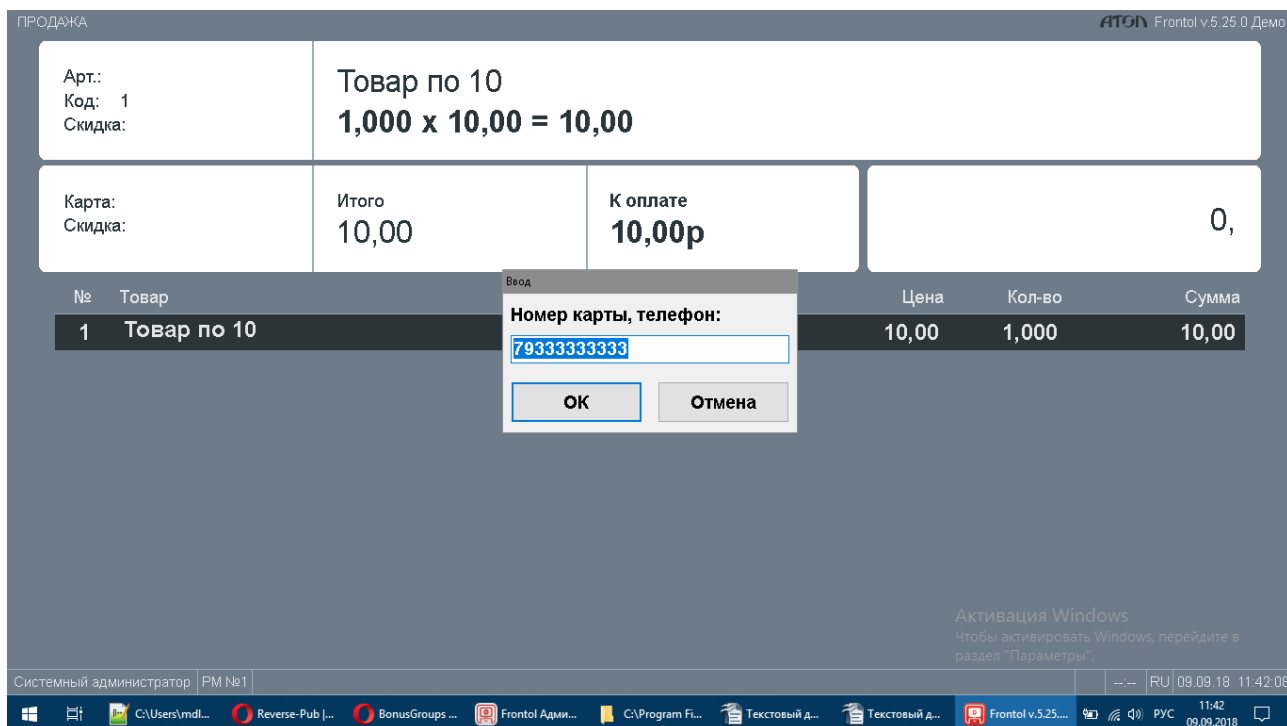 ПРОДАЖА
ATOL Frontol v.5.25.0 Демо
Арт.:
Код: 1
Скидка:
Товар по 10
1,000 x 10,00 = 10,00
Карта:
Скидка:
Итого
10,00
К оплате
10,00р
0,
№ Товар Цена Кол-во Сумма
1 Товар по 10 10,00 1,000 10,00
Ввод
Номер карты, телефон:
79333333333
ОК Отмена
Активация Windows
Чтобы активировать Windows, перейдите в
раздел "Параметры".
Системный администратор РМ №1 --:-- RU 09.09.18 11:42:08
C:\Users\mdl... Reverse-Pub |... BonusGroups ... Frontol Адми... C:\Program Fi... Текстовый д... Текстовый д... Frontol v.5.25.... РУС 11:42
09.09.2018